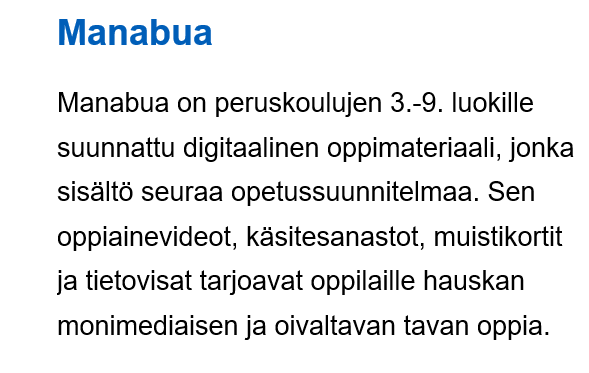 Manabua
Manabua on peruskoulujen 3.-9. luokille
suunnattu digitaalinen oppimateriaali, jonka
sisältö seuraa opetussuunnitelmaa. Sen
oppiainevideot, käsitesanastot, muistikortit
ja tietovisat tarjoavat oppilaille hauskan
monimediaisen ja oivaltavan tavan oppia.